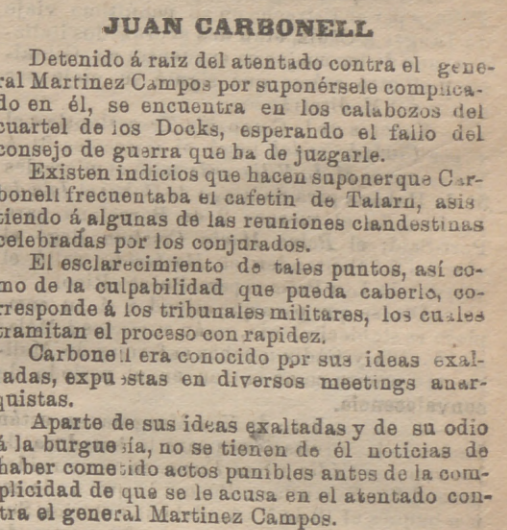 JUAN CARBONELL
Detenido á raiz del atentado contra el gene-
ral Martinez Campos por suponérsele complica-
do en él, se encuentra en los calabozos del
cuartel de los Docks, esperando el fallo del
consejo de guerra que ha de juzgarle.
Existen indicios que hacen suponer que Car-
bonell frecuentaba el cafetin de Talarn, asis
tiendo á algunas de las reuniones clandestinas
celebradas por los conjurados.
El esclarecimiento de tales puntos, así co-
mo de la culpabilidad que pueda caberle, co-
rresponde á los tribunales militares, los cuales
tramitan el proceso con rapidez.
Carbonell era conocido por sus ideas exal-
tadas, expuestas en diversos meetings anar-
quistas.
Aparte de sus ideas exaltadas y de su odio
á la burguesía, no se tienen de él noticias de
haber cometido actos punibles antes de la com-
plicidad de que se le acusa en el atentado con-
tra el general Martinez Campos.